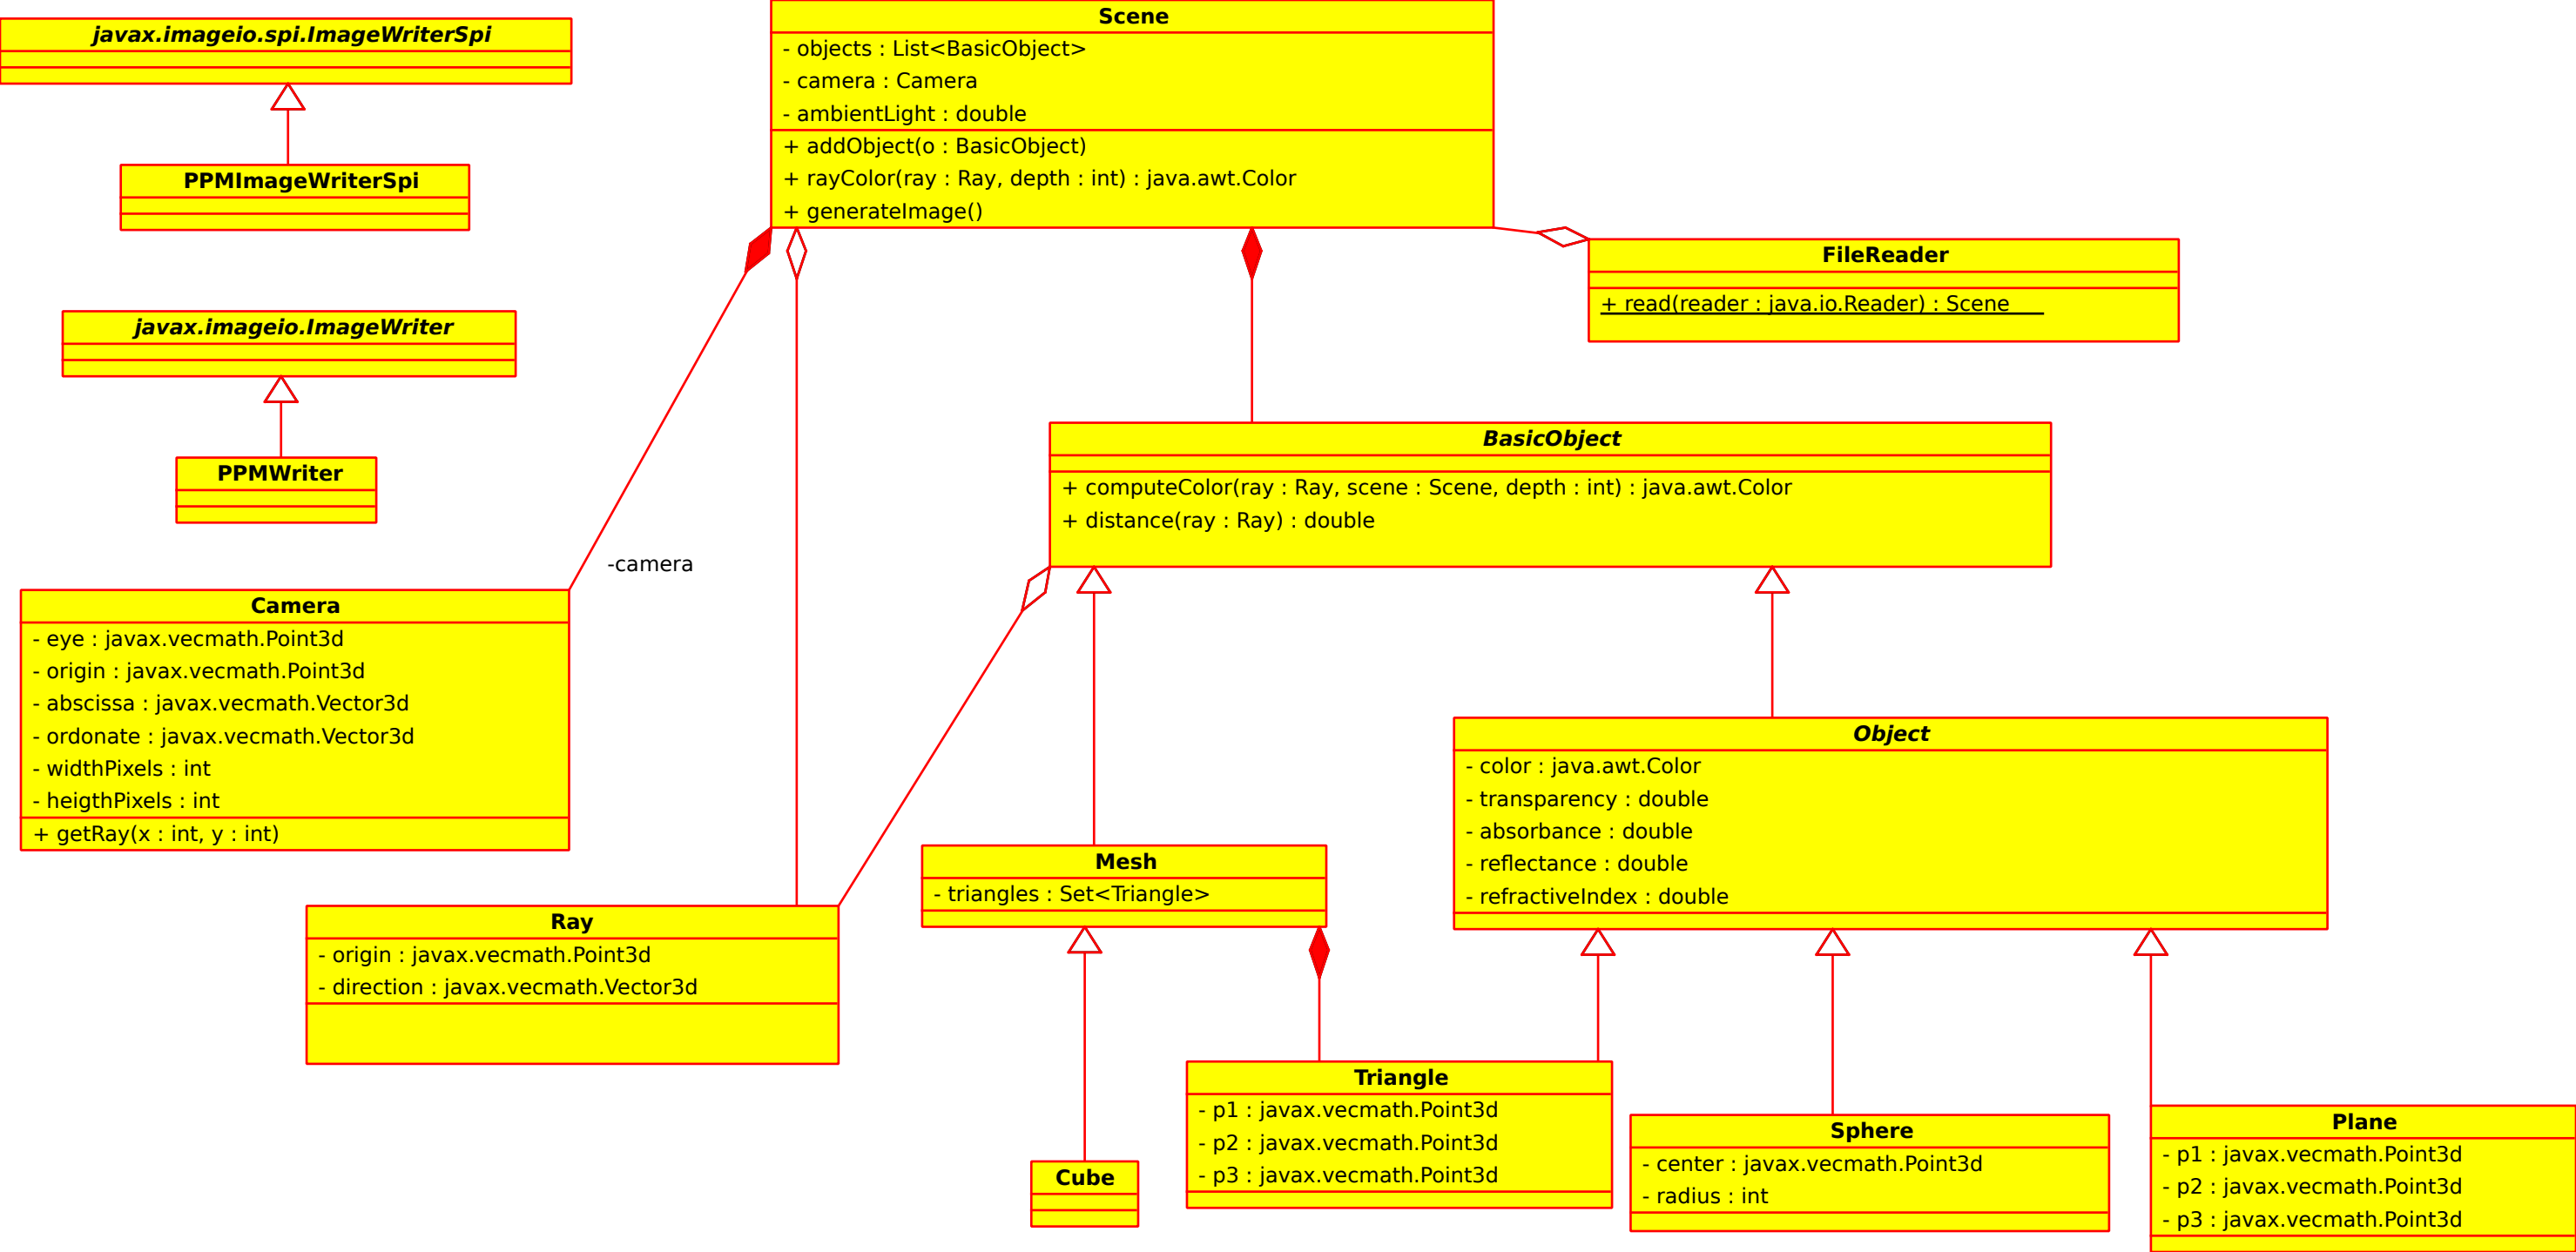 javax.imageio.spi.ImageWriterSpi
PPMImageWriterSpi
Scene
- objects : List<BasicObject>
- camera : Camera
- ambientLight : double
+ addObject(o : BasicObject)
+ rayColor(ray : Ray, depth : int) : java.awt.Color
+ generateImage()
FileReader
+ read(reader : java.io.Reader) : Scene
javax.imageio.ImageWriter
PPMWriter
BasicObject
+ computeColor(ray : Ray, scene : Scene, depth : int) : java.awt.Color
+ distance(ray : Ray) : double
-camera
Camera
- eye : javax.vecmath.Point3d
- origin : javax.vecmath.Point3d
- abscissa : javax.vecmath.Vector3d
- ordonate : javax.vecmath.Vector3d
- widthPixels : int
- heigthPixels : int
+ getRay(x : int, y : int)
Object
- color : java.awt.Color
- transparency : double
- absorbance : double
- reflectance : double
- refractiveIndex : double
Mesh
- triangles : Set<Triangle>
Ray
- origin : javax.vecmath.Point3d
- direction : javax.vecmath.Vector3d
Cube
Triangle
- p1 : javax.vecmath.Point3d
- p2 : javax.vecmath.Point3d
- p3 : javax.vecmath.Point3d
Sphere
- center : javax.vecmath.Point3d
- radius : int
Plane
- p1 : javax.vecmath.Point3d
- p2 : javax.vecmath.Point3d
- p3 : javax.vecmath.Point3d